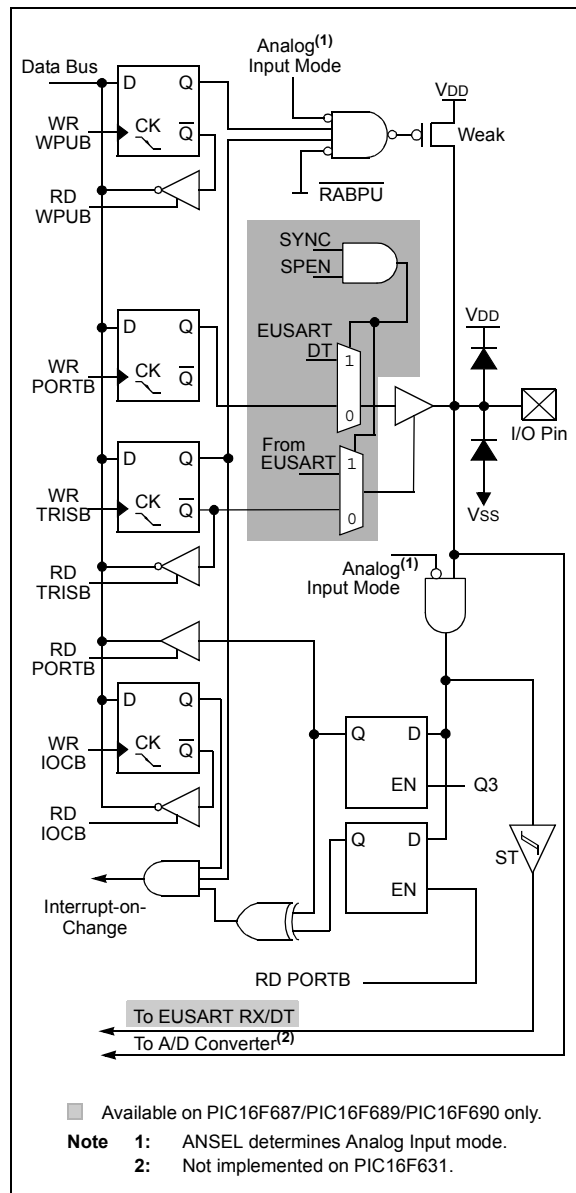 Analog(1)
Input Mode
Data Bus
D Q
VDD
WR
WPUB
CK
Q
Weak
RD
WPUB
RABPU
SYNC
SPEN
EUSART
DT
D Q
VDD
1
WR
PORTB
CK
Q
0
I/O Pin
From
EUSART
D Q
1
WR
TRISB
CK
Q
0
VSS
Analog(1)
Input Mode
RD
TRISB
RD
PORTB
D Q
Q D
WR
IOCB
CK
Q
EN
Q3
RD
IOCB
Q D
ST
EN
Interrupt-on-
Change
RD PORTB
To EUSART RX/DT
To A/D Converter(2)
Available on PIC16F687/PIC16F689/PIC16F690 only.
Note 1: ANSEL determines Analog Input mode.
2: Not implemented on PIC16F631.